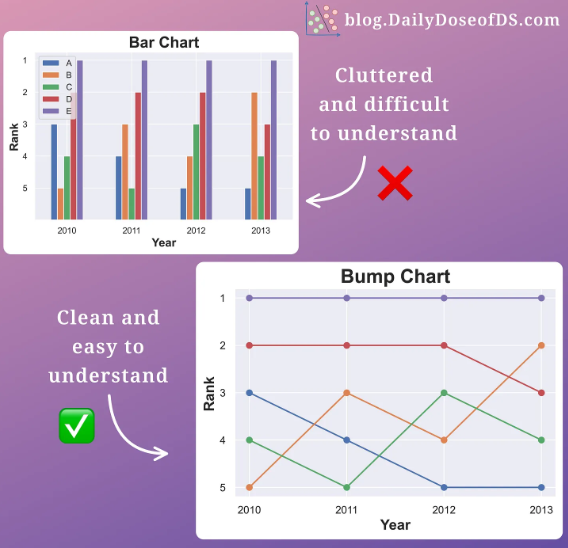 blog.DailyDoseofDS.com
Bar Chart
1
2
3
4
5
Rank
A
B
C
D
E
2010 2011 2012 2013
Year
Cluttered
and difficult
to understand
Bump Chart
1
2
3
4
5
Rank
2010 2011 2012 2013
Year
Clean and
easy to
understand